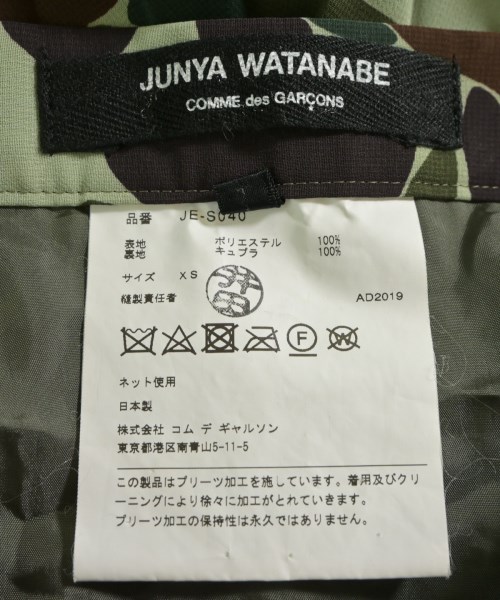 JUNYA WATANABE
COMME des GARÇONS
品番 JE-S040
表地 ポリエステル 100%
裏地 キュプラ 100%
サイズ XS
縫製責任者 AD2019
F W
ネット使用
日本製
株式会社 コム デ ギャルソン
東京都港区南青山5-11-5
この製品はプリーツ加工を施しています。着用及びクリ
ーニングにより徐々に加工がとれていきます。
プリーツ加工の保持性は永久ではありません。